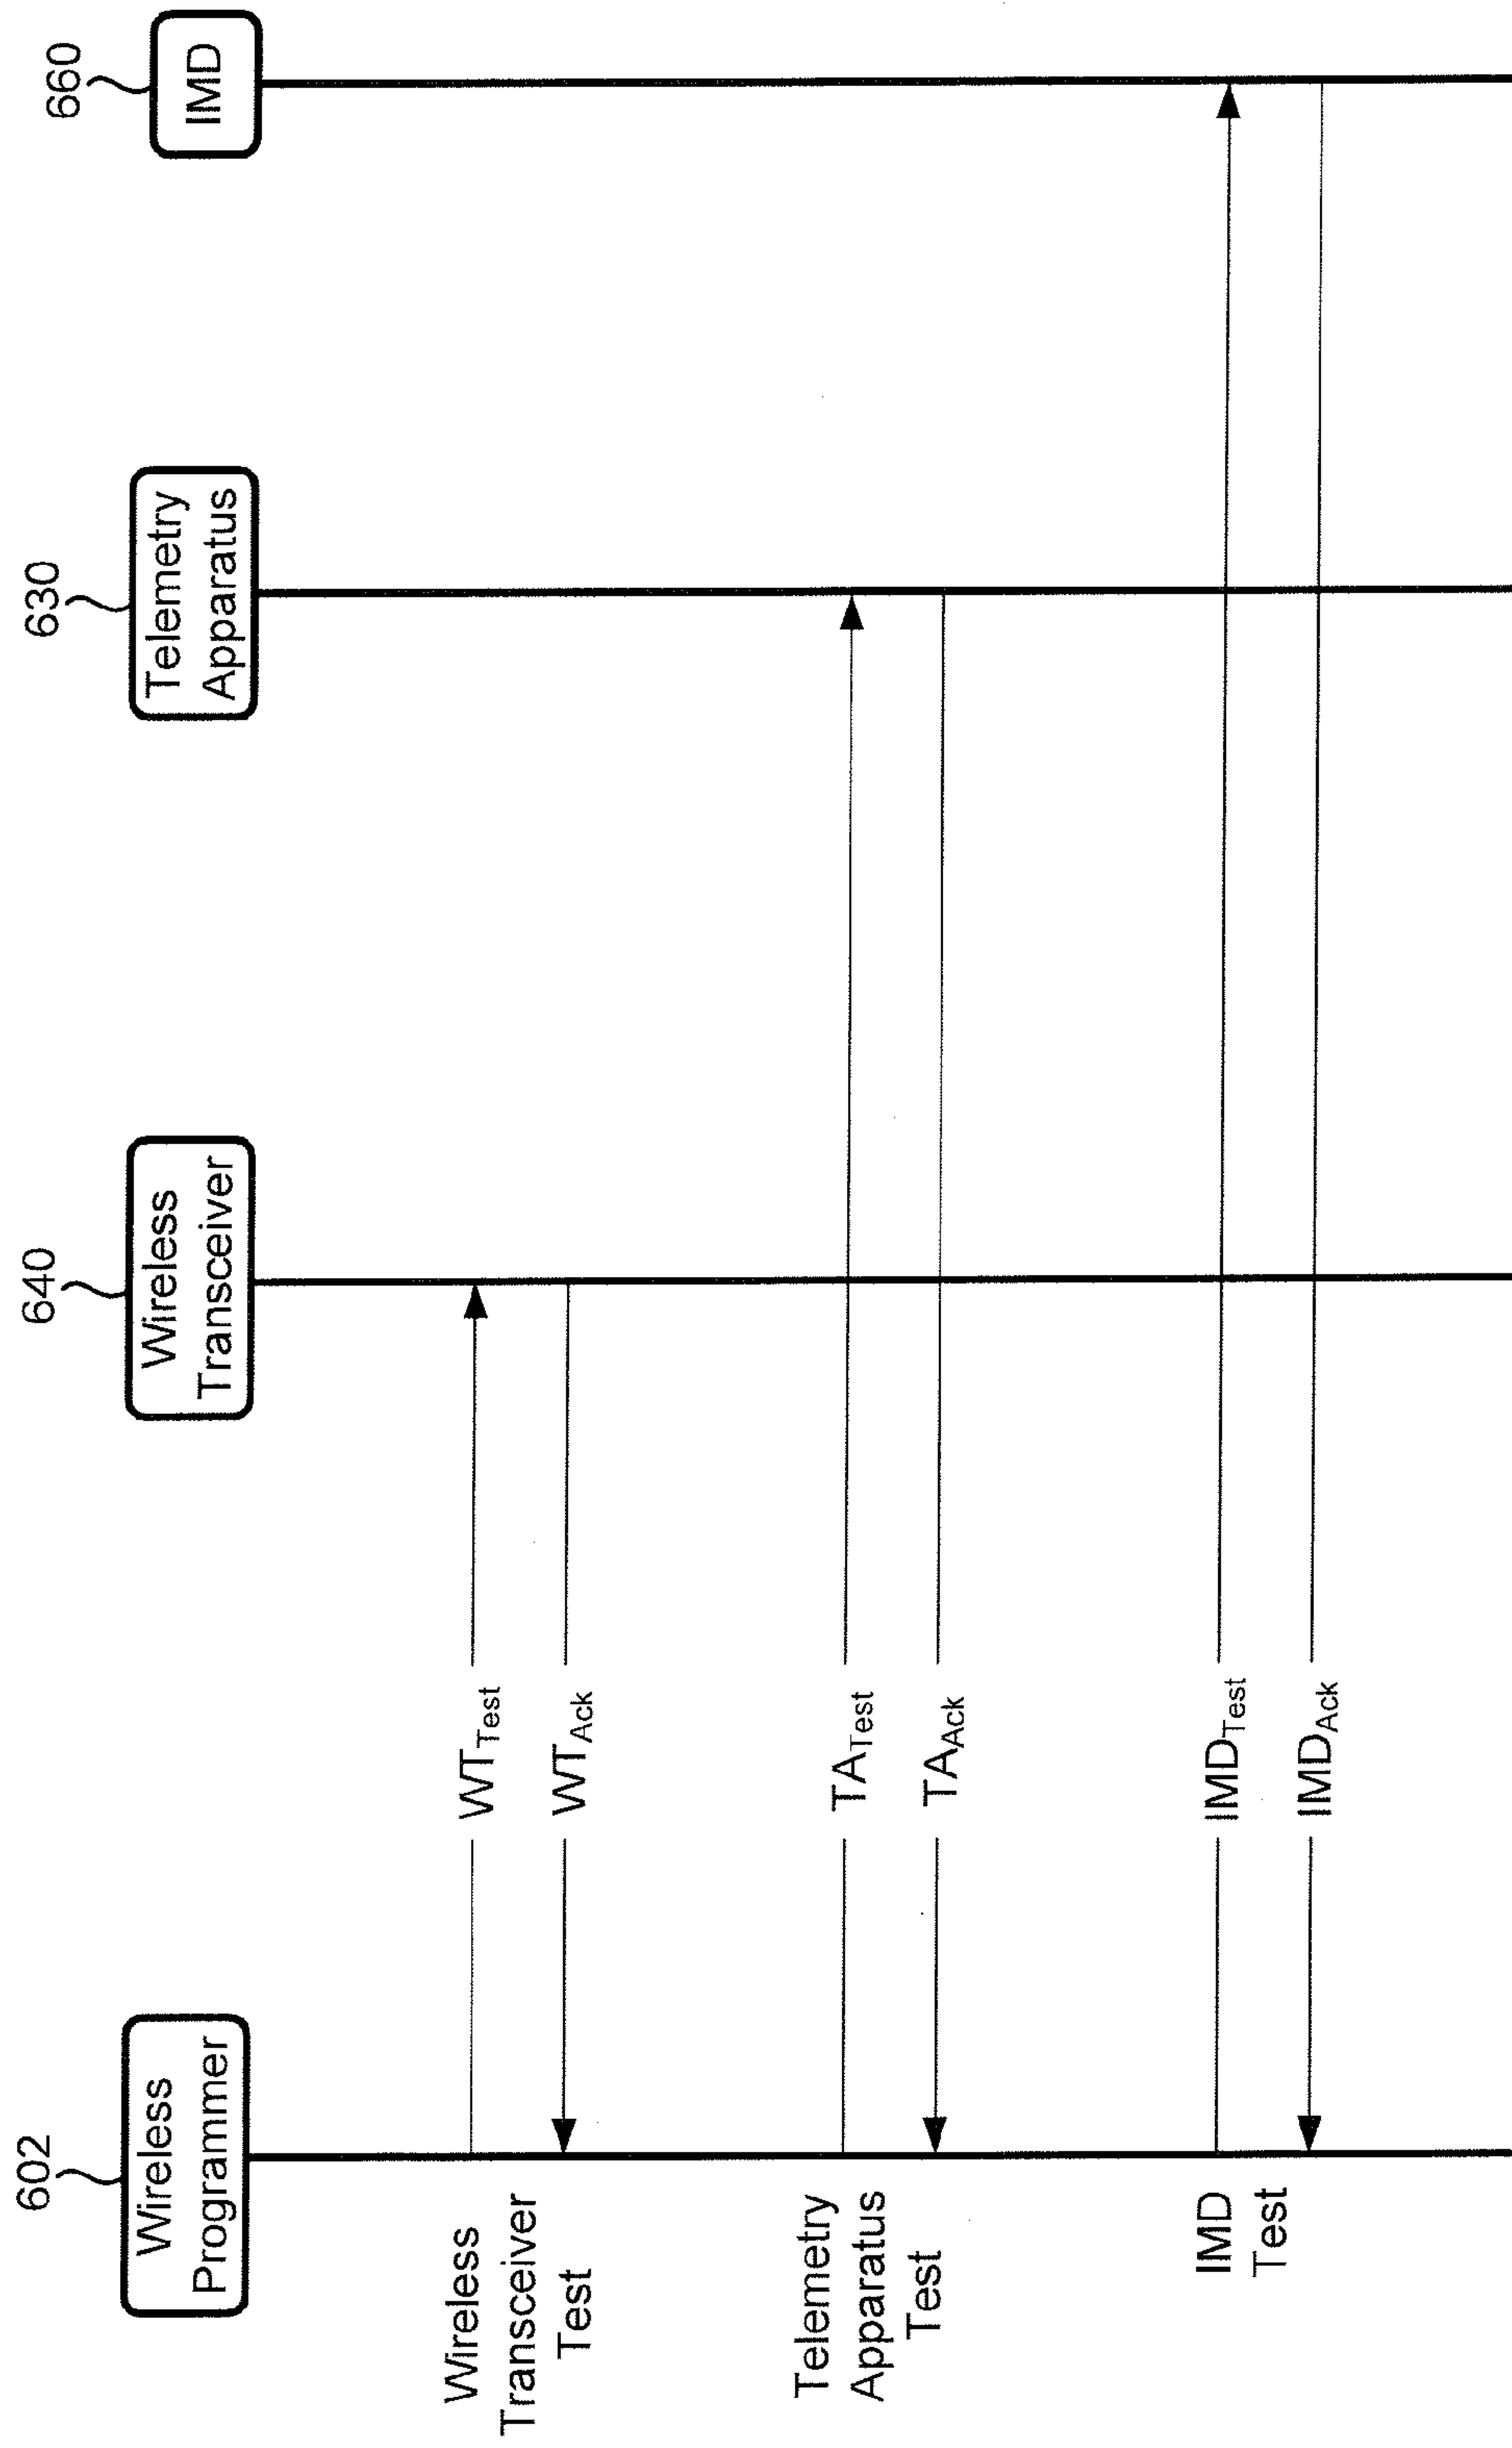 602
640
630
660
Wireless
Programmer
Wireless
Transceiver
Telemetry
Apparatus
IMD
Wireless
Transceiver
Test
WTTest
WTAck
Telemetry
Apparatus
Test
TATest
TAAck
IMD
Test
IMDTest
IMDAck